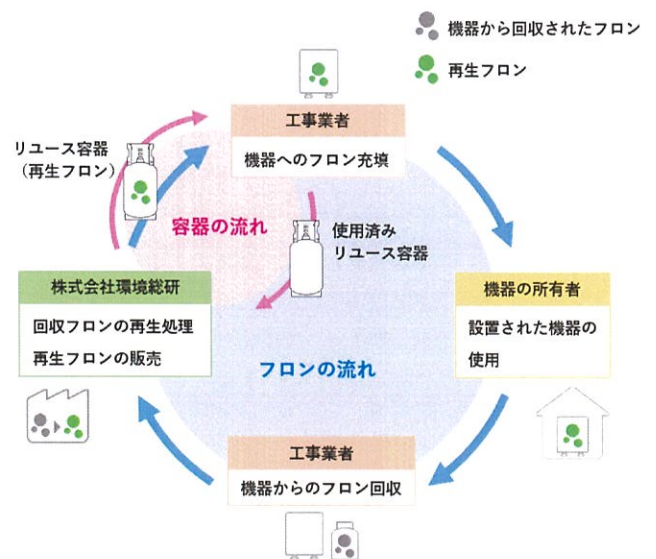 機器から回収されたフロン
再生フロン
工事業者
機器へのフロン充填
リユース容器
（再生フロン）
容器の流れ
使用済み
リユース容器
株式会社環境総研
回収フロンの再生処理
再生フロンの販売
機器の所有者
設置された機器の
使用
フロンの流れ
工事業者
機器からのフロン回収